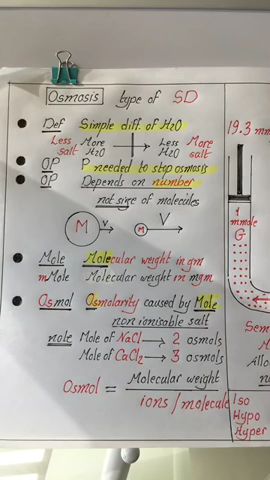 Osmosis type of SD
Def Simple diff. of H2O
Less salt More H2O → Less H2O More salt
OP P needed to stop osmosis
OP Depends on number
not size of molecules
M v m V
Mole Molecular weight in gm
mMole Molecular weight in mgm
Osmol Osmolarity caused by Mole
non ionisable salt
note Mole of NaCl → 2 osmols
Mole of CaCl2 → 3 osmols
Osmol = Molecular weight
ions/molecule
19.3 mm
1
mmole
G
Sem
Allo
Iso
Hypo
Hyper